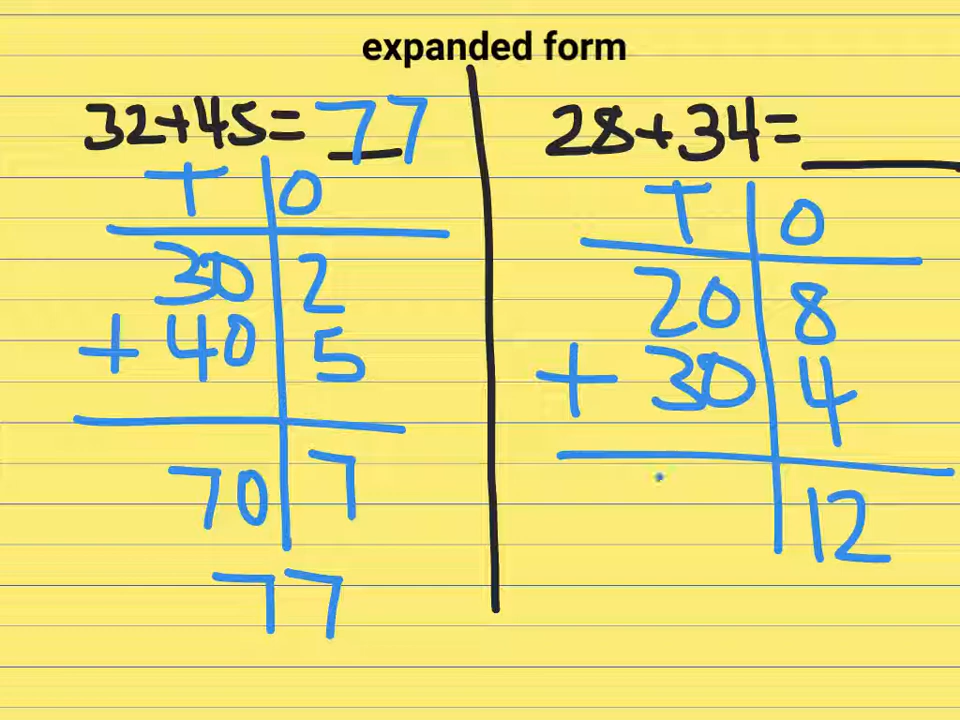 expanded form
32+45= 77
T O
30 2
+ 40 5
70 7
77
28+34=
T O
20 8
+ 30 4
12